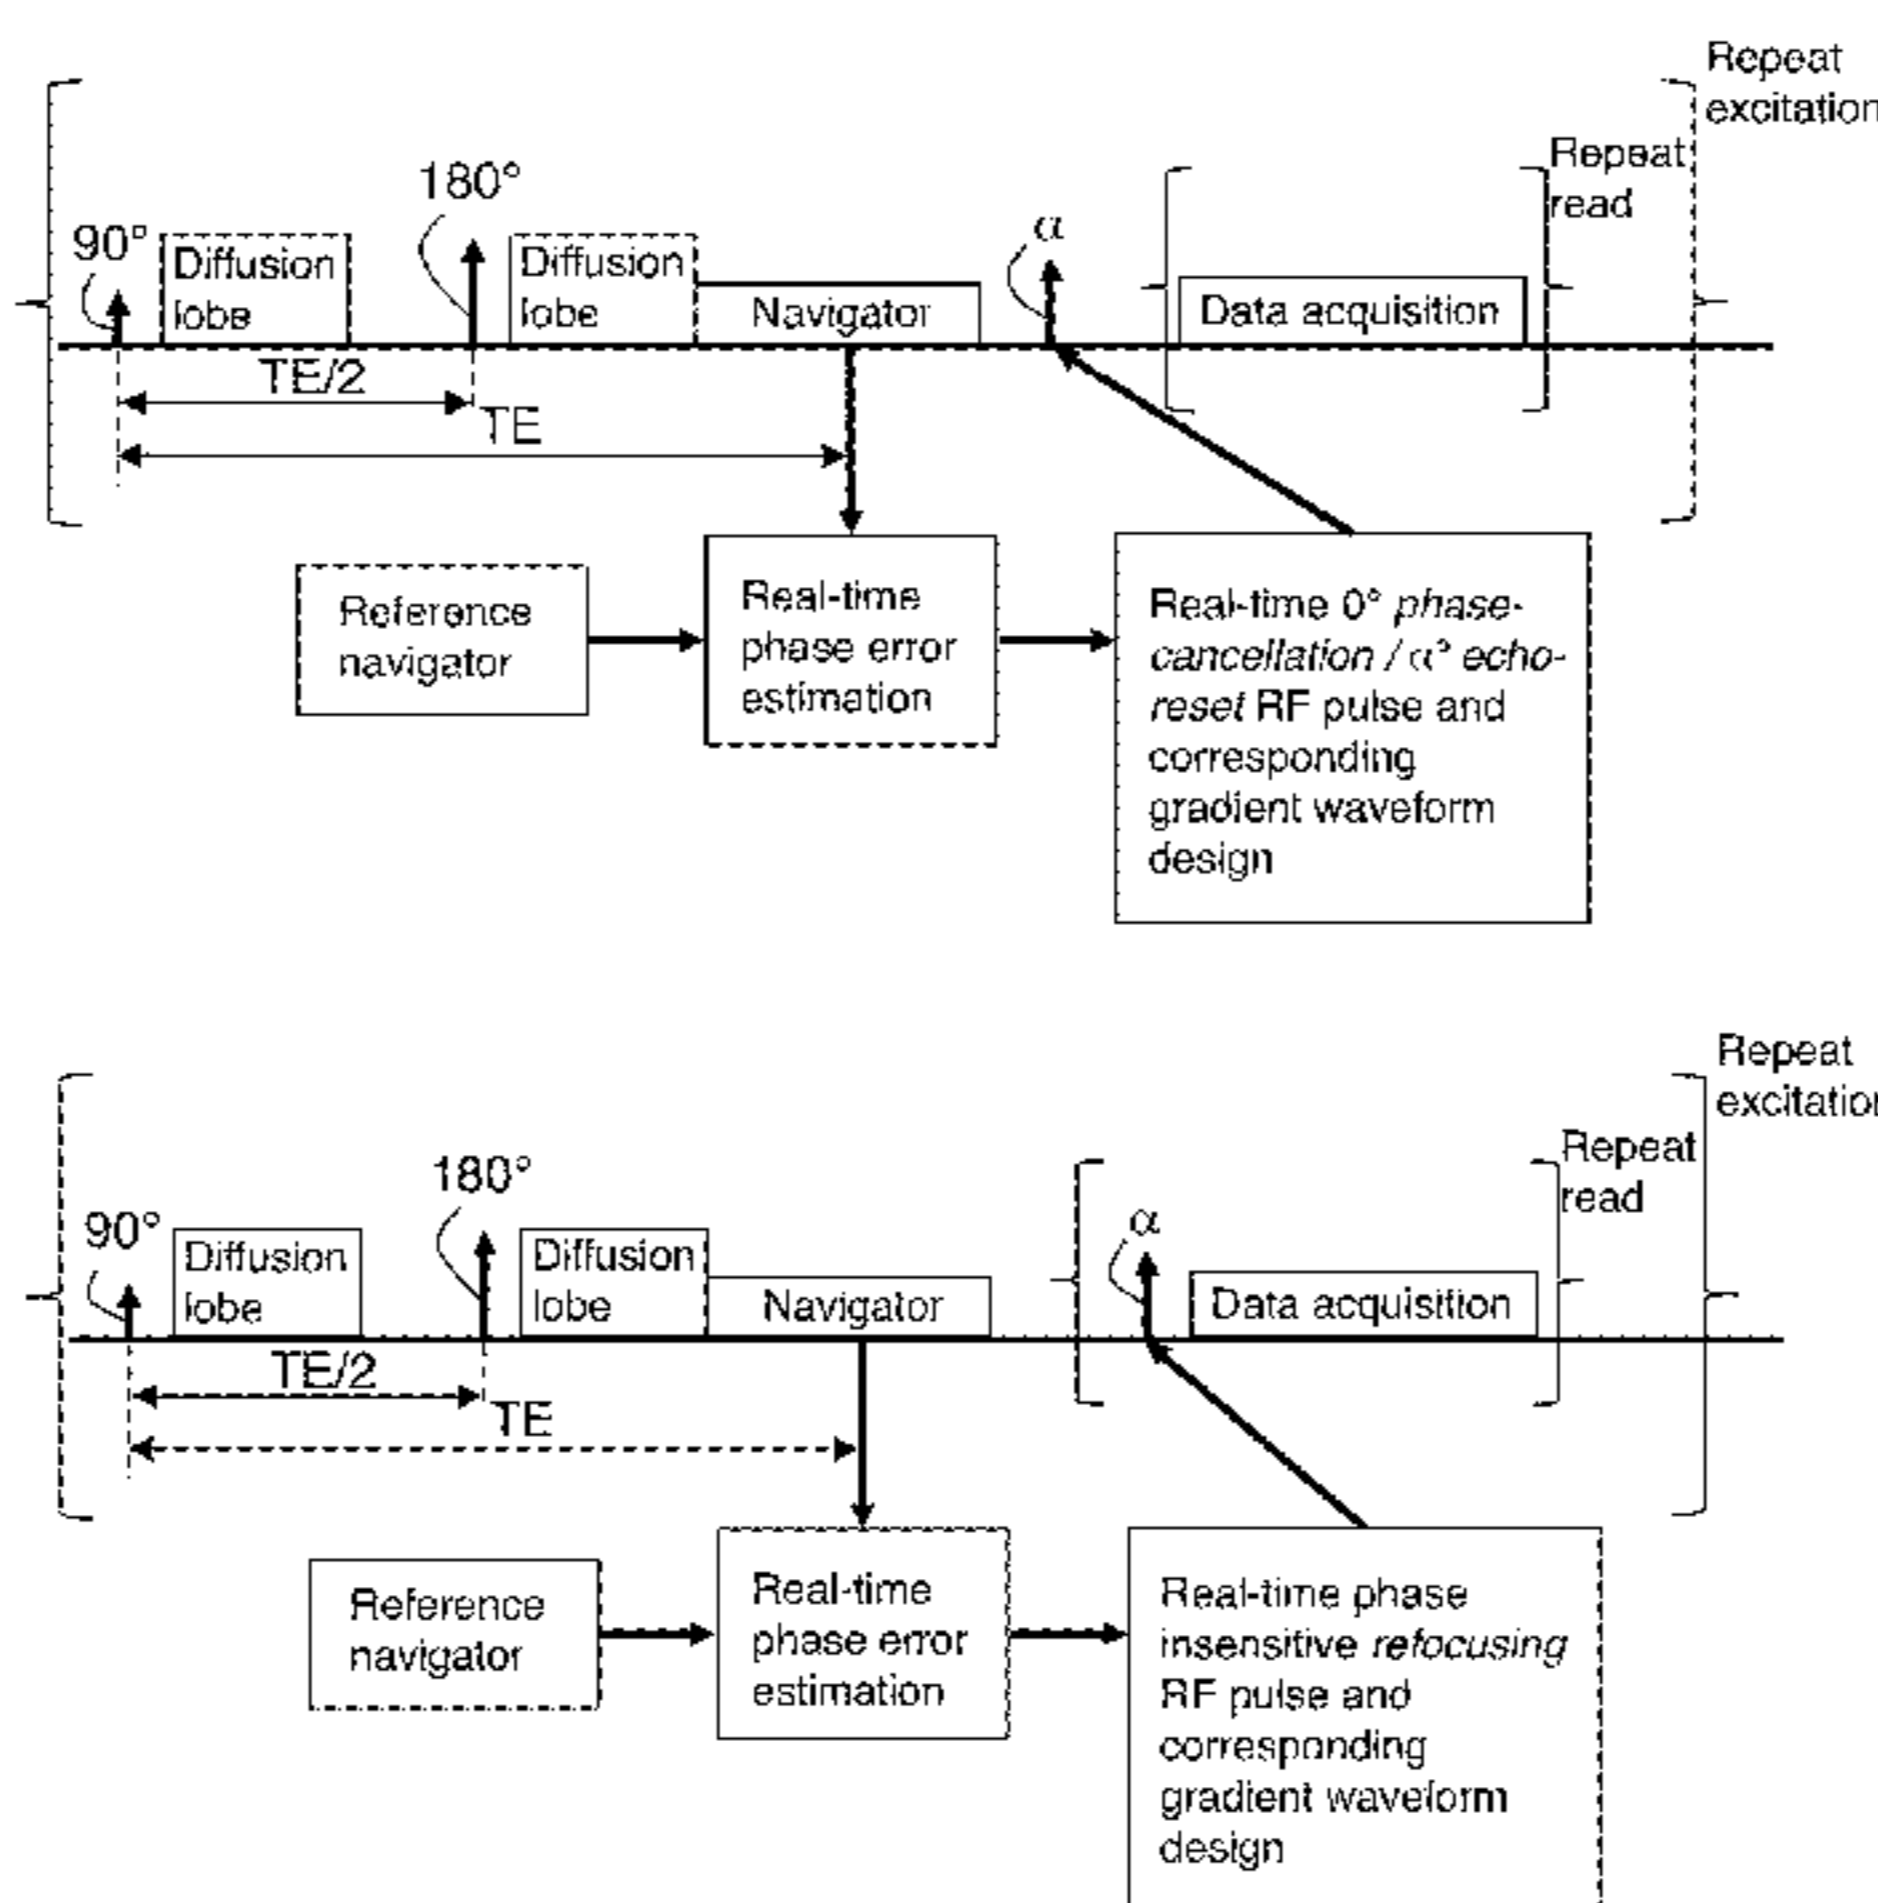 Repeat
excitation
Repeat
read
180°
α
90°
Diffusion
lobe
Diffusion
lobe
Navigator
Data acquisition
TE/2
TE
Reference
navigator
Real-time
phase error
estimation
Real-time 0° phase-
cancellation / α° echo-
reset RF pulse and
corresponding
gradient waveform
design
Repeat
excitation
Repeat
read
180°
α
90°
Diffusion
lobe
Diffusion
lobe
Navigator
Data acquisition
TE/2
TE
Reference
navigator
Real-time
phase error
estimation
Real-time phase
insensitive refocusing
RF pulse and
corresponding
gradient waveform
design